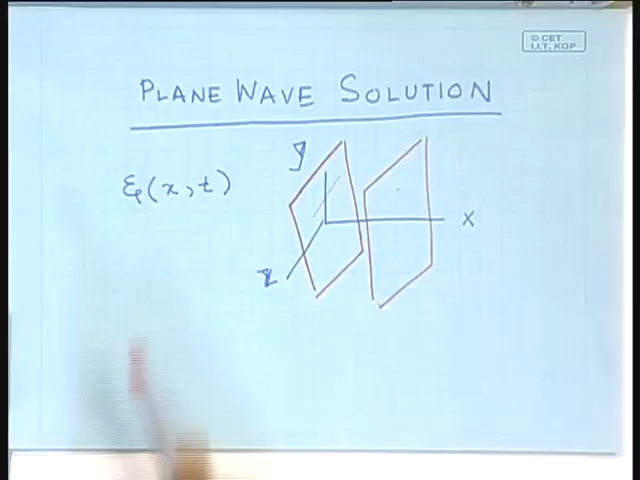 © CET
I.I.T. KGP
PLANE WAVE SOLUTION
y
ξ(x,t)
x
z